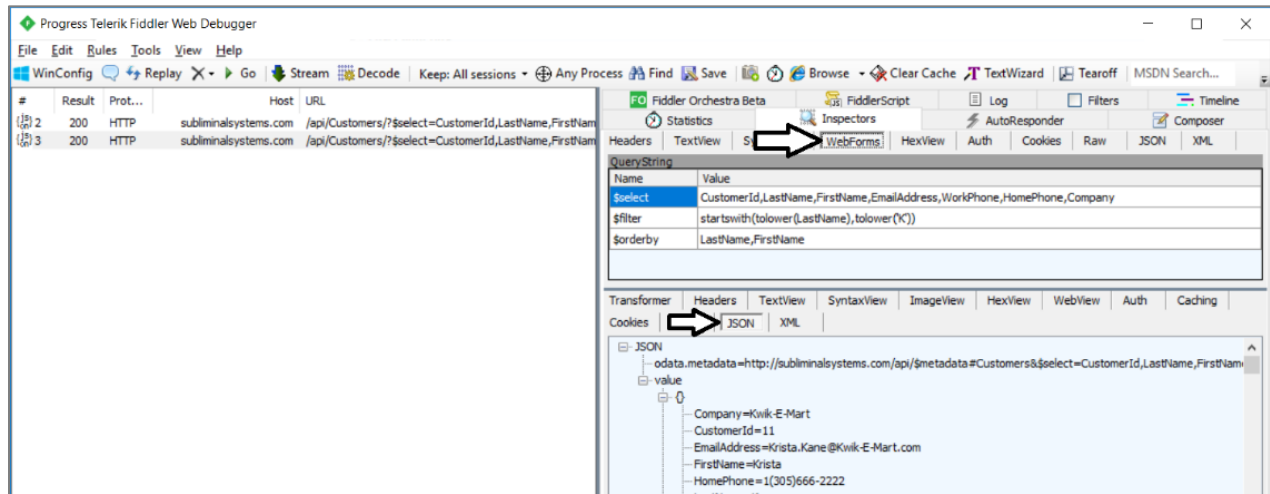 Progress Telerik Fiddler Web Debugger
File Edit Rules Tools View Help
WinConfig Replay Go Stream Decode Keep: All sessions Any Process Find Save Browse Clear Cache TextWizard Tearoff MSDN Search...
# Result Prot... Host URL
2 200 HTTP subliminalsystems.com /api/Customers/?$select=CustomerId,LastName,FirstNam
3 200 HTTP subliminalsystems.com /api/Customers/?$select=CustomerId,LastName,FirstNam
FO Fiddler Orchestra Beta FiddlerScript Log Filters Timeline
Statistics Inspectors AutoResponder Composer
Headers TextView WebForms HexView Auth Cookies Raw JSON XML
QueryString
Name Value
$select CustomerId,LastName,FirstName,EmailAddress,WorkPhone,HomePhone,Company
$filter startswith(tolower(LastName),tolower('K'))
$orderby LastName,FirstName
Transformer Headers TextView SyntaxView ImageView HexView WebView Auth Caching
Cookies JSON XML
JSON
odata.metadata=http://subliminalsystems.com/api/$metadata#Customers&$select=CustomerId,LastName,FirstName
value
{}
Company=Kwik-E-Mart
CustomerId=11
EmailAddress=Krista.Kane@Kwik-E-Mart.com
FirstName=Krista
HomePhone=1(305)666-2222